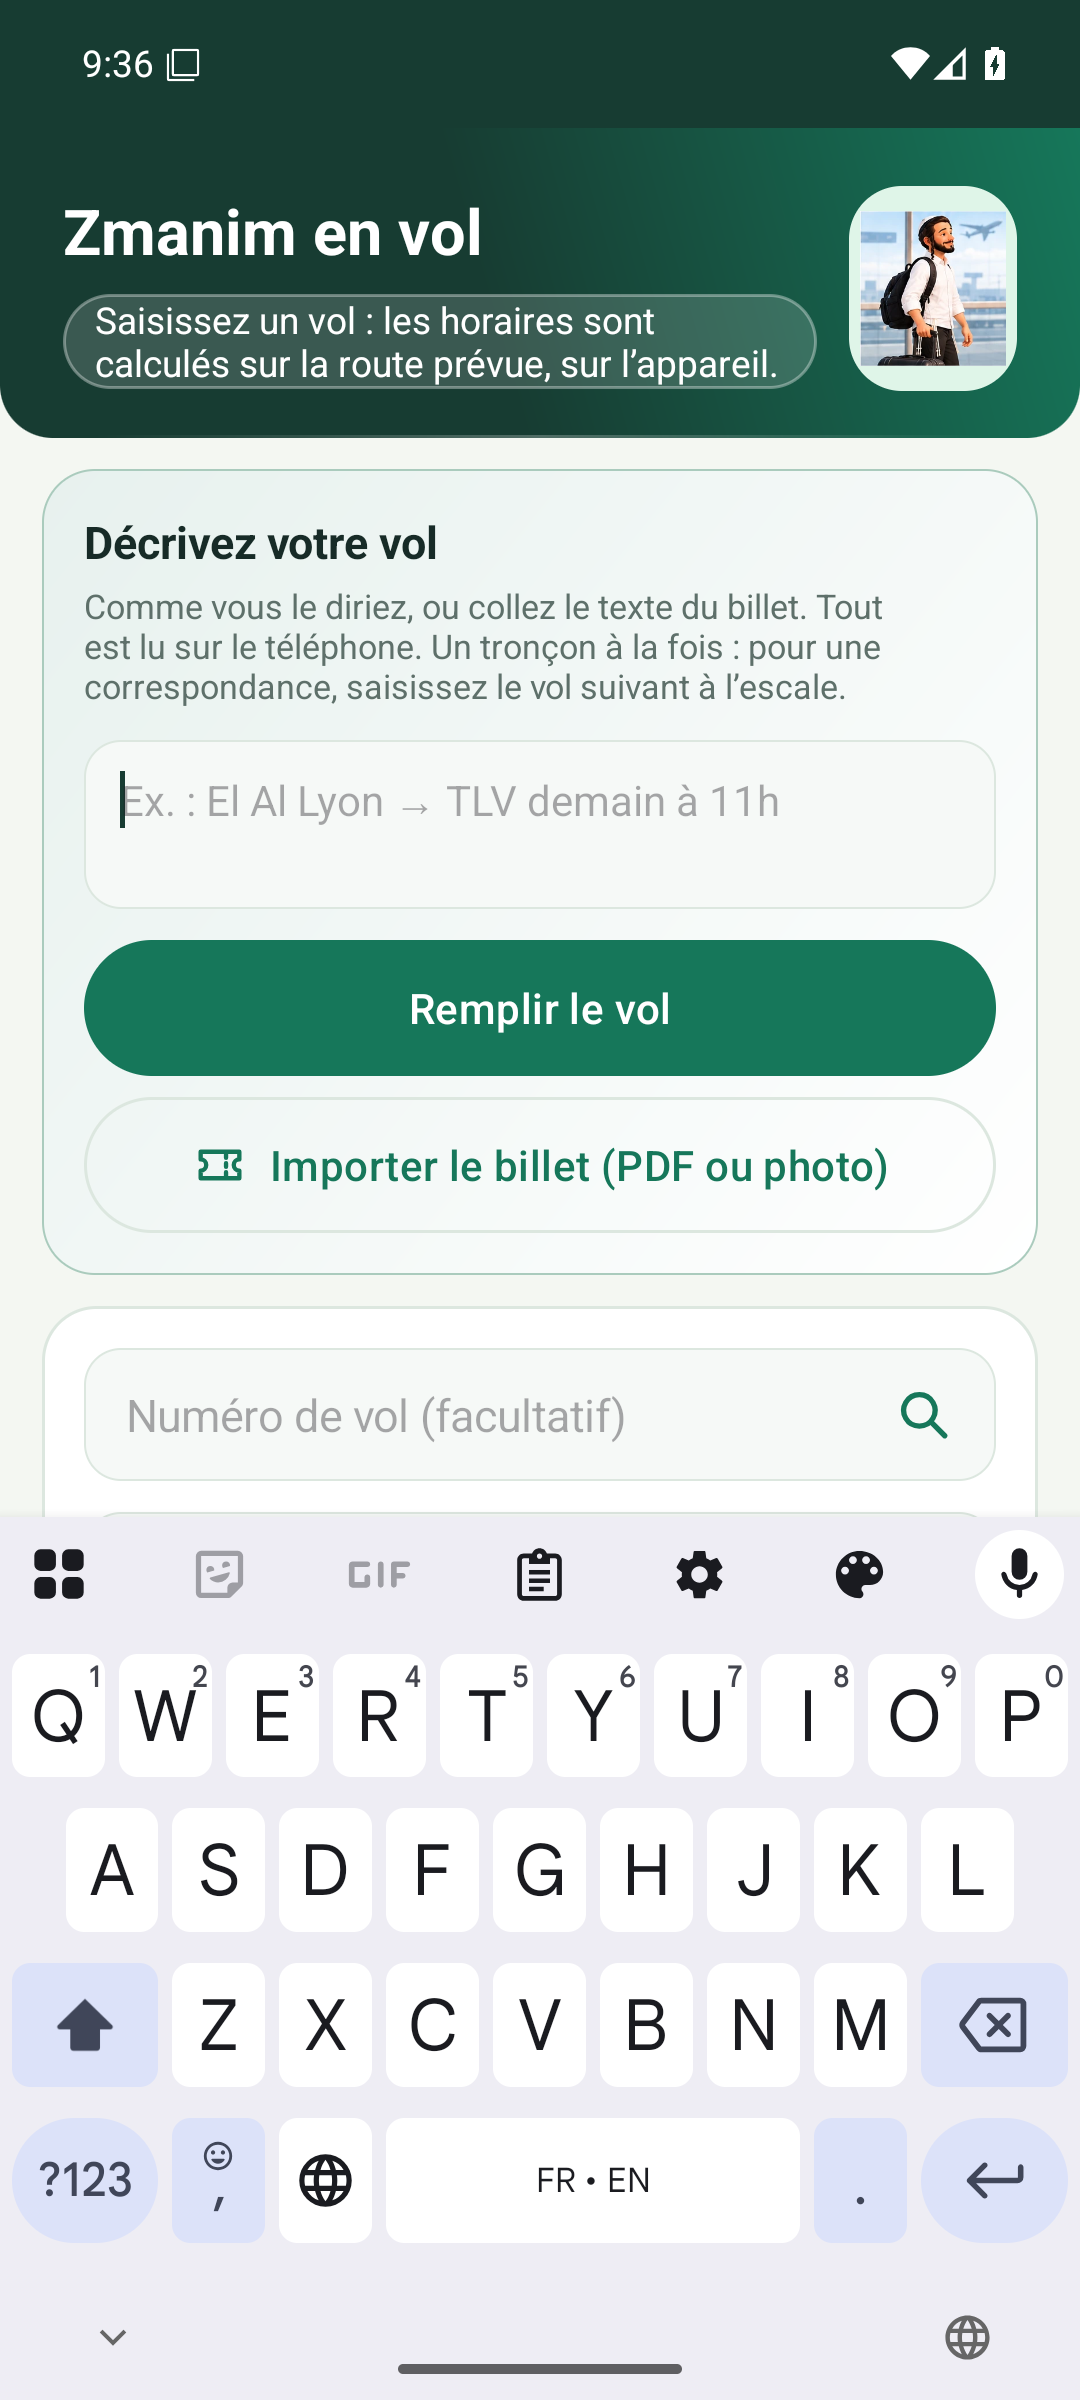 9:36
Zmanim en vol
Saisissez un vol : les horaires sont
calculés sur la route prévue, sur l’appareil.
Décrivez votre vol
Comme vous le diriez, ou collez le texte du billet. Tout
est lu sur le téléphone. Un tronçon à la fois : pour une
correspondance, saisissez le vol suivant à l’escale.
Ex. : El Al Lyon → TLV demain à 11h
Remplir le vol
Importer le billet (PDF ou photo)
Numéro de vol (facultatif)
GIF
Q1 W2 E3 R4 T5 Y6 U7 I8 O9 P0
A S D F G H J K L
Z X C V B N M
?123 , FR • EN .